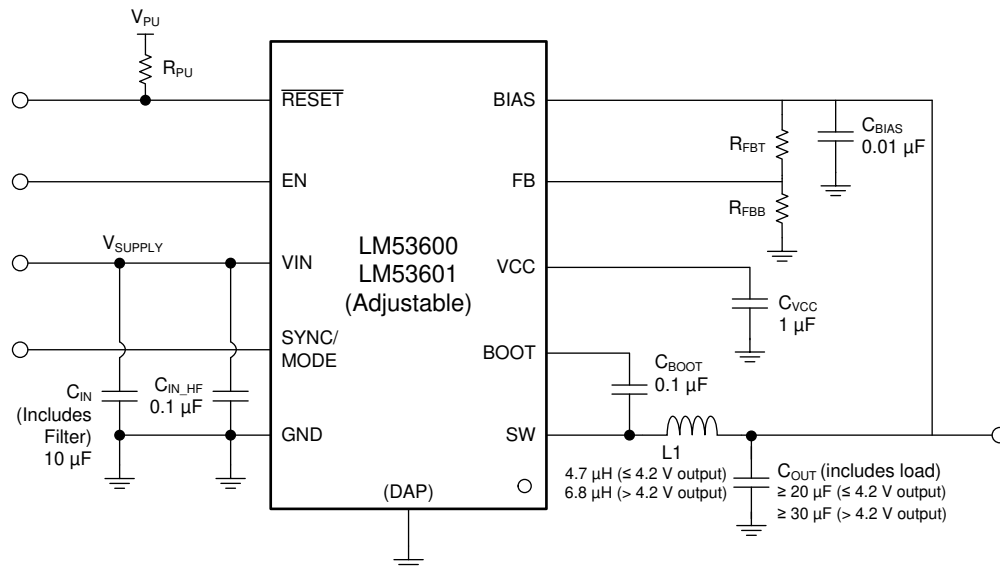 V_PU
R_PU
RESET
BIAS
C_BIAS
0.01 µF
R_FBT
EN
FB
R_FBB
V_SUPPLY
VIN
LM53600
LM53601
(Adjustable)
VCC
C_VCC
1 µF
SYNC/
MODE
BOOT
C_BOOT
0.1 µF
C_IN
(Includes
Filter)
10 µF
C_IN_HF
0.1 µF
GND
SW
L1
4.7 µH (≤ 4.2 V output)
6.8 µH (> 4.2 V output)
C_OUT (includes load)
≥ 20 µF (≤ 4.2 V output)
≥ 30 µF (> 4.2 V output)
(DAP)